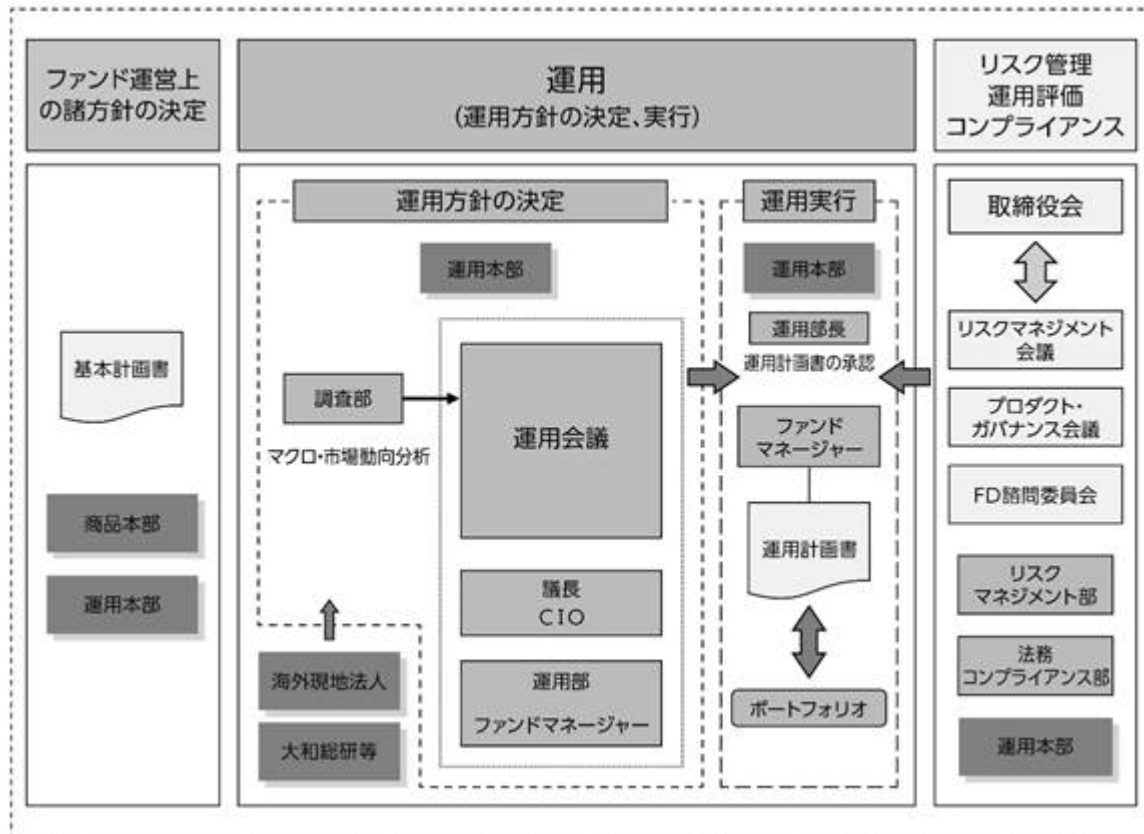 ファンド運営上
の諸方針の決定
運用
(運用方針の決定、実行)
リスク管理
運用評価
コンプライアンス
基本計画書
商品本部
運用本部
運用方針の決定
運用本部
調査部
マクロ・市場動向分析
運用会議
議長
CIO
運用部
ファンドマネージャー
海外現地法人
大和総研等
運用実行
運用本部
運用部長
運用計画書の承認
ファンド
マネージャー
運用計画書
ポートフォリオ
取締役会
リスクマネジメント
会議
プロダクト・
ガバナンス会議
FD諮問委員会
リスク
マネジメント部
法務
コンプライアンス部
運用本部